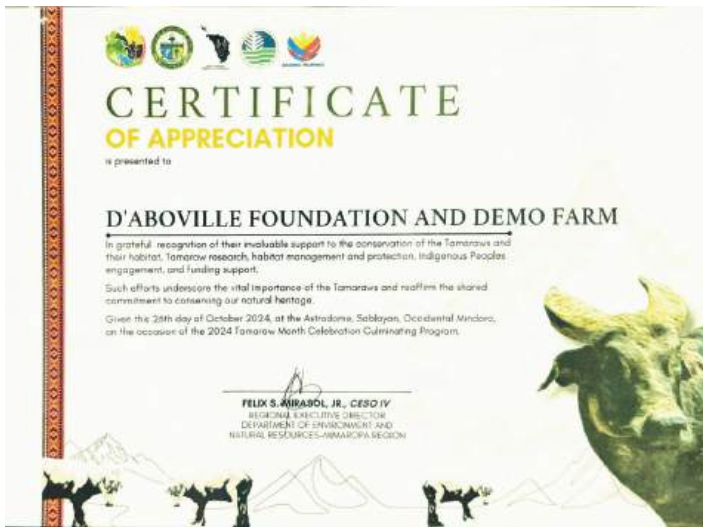 CERTIFICATE
OF APPRECIATION
is presented to
D'ABOVILLE FOUNDATION AND DEMO FARM
In grateful recognition of their invaluable support to the conservation of the Tamaraws and
their habitat, Tamaraw research, habitat management and protection, Indigenous Peoples
engagement, and funding support.
Such efforts underscore the vital importance of the Tamaraws and reaffirm the shared
commitment to conserving our natural heritage.
Given this 26th day of October 2024, at the Astrodome, Sablayan, Occidental Mindoro,
on the occasion of the 2024 Tamaraw Month Celebration Culminating Program.
FELIX S. MIRASOL, JR., CESO IV
REGIONAL EXECUTIVE DIRECTOR
DEPARTMENT OF ENVIRONMENT AND
NATURAL RESOURCES-MIMAROPA REGION